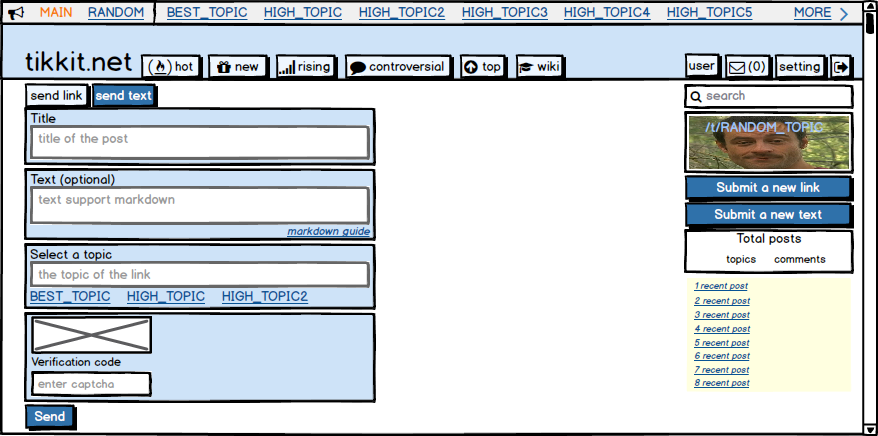 MAIN RANDOM BEST_TOPIC HIGH_TOPIC HIGH_TOPIC2 HIGH_TOPIC3 HIGH_TOPIC4 HIGH_TOPIC5 MORE
tikkit.net hot new rising controversial top wiki user (0) setting
send link send text
search
Title
title of the post
/t/RANDOM_TOPIC
Text (optional)
text support markdown
markdown guide
Submit a new link
Submit a new text
Select a topic
the topic of the link
BEST_TOPIC HIGH_TOPIC HIGH_TOPIC2
Total posts
topics comments
Verification code
enter captcha
Send
1 recent post
2 recent post
3 recent post
4 recent post
5 recent post
6 recent post
7 recent post
8 recent post